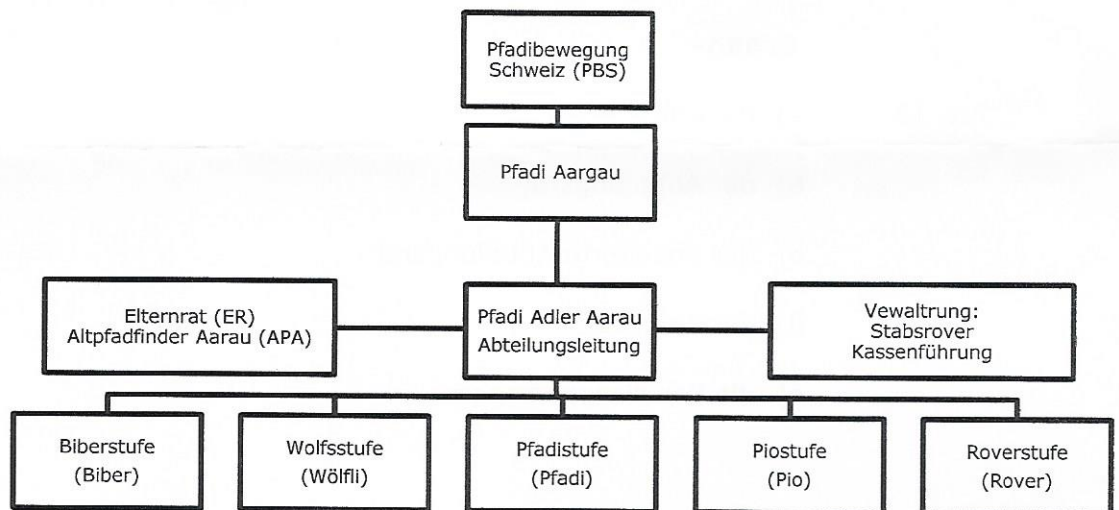 Pfadibewegung
Schweiz (PBS)
Pfadi Aargau
Elternrat (ER)
Altpfadfinder Aarau (APA)
Pfadi Adler Aarau
Abteilungsleitung
Vewaltrung:
Stabsrover
Kassenführung
Biberstufe
(Biber)
Wolfsstufe
(Wölfli)
Pfadistufe
(Pfadi)
Piostufe
(Pio)
Roverstufe
(Rover)